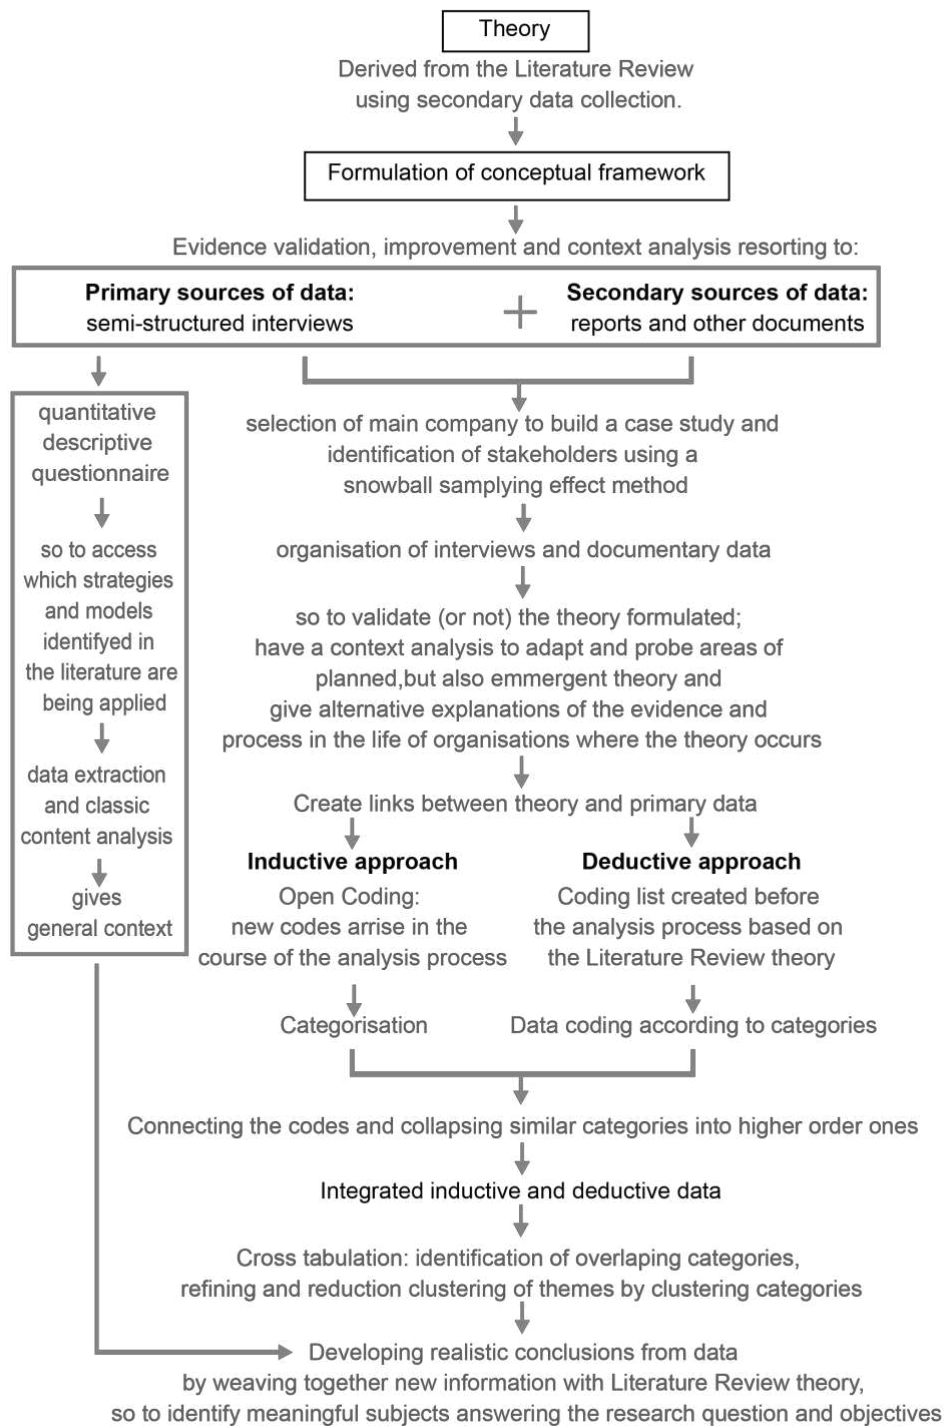 Theory
Derived from the Literature Review
using secondary data collection.
Formulation of conceptual framework
Evidence validation, improvement and context analysis resorting to:
Primary sources of data:
semi-structured interviews
+
Secondary sources of data:
reports and other documents
quantitative
descriptive
questionnaire
so to access
which strategies
and models
identifyed in
the literature are
being applied
data extraction
and classic
content analysis
gives
general context
selection of main company to build a case study and
identification of stakeholders using a
snowball samplying effect method
organisation of interviews and documentary data
so to validate (or not) the theory formulated;
have a context analysis to adapt and probe areas of
planned,but also emmergent theory and
give alternative explanations of the evidence and
process in the life of organisations where the theory occurs
Create links between theory and primary data
Inductive approach
Open Coding:
new codes arrise in the
course of the analysis process
Categorisation
Deductive approach
Coding list created before
the analysis process based on
the Literature Review theory
Data coding according to categories
Connecting the codes and collapsing similar categories into higher order ones
Integrated inductive and deductive data
Cross tabulation: identification of overlaping categories,
refining and reduction clustering of themes by clustering categories
Developing realistic conclusions from data
by weaving together new information with Literature Review theory,
so to identify meaningful subjects answering the research question and objectives